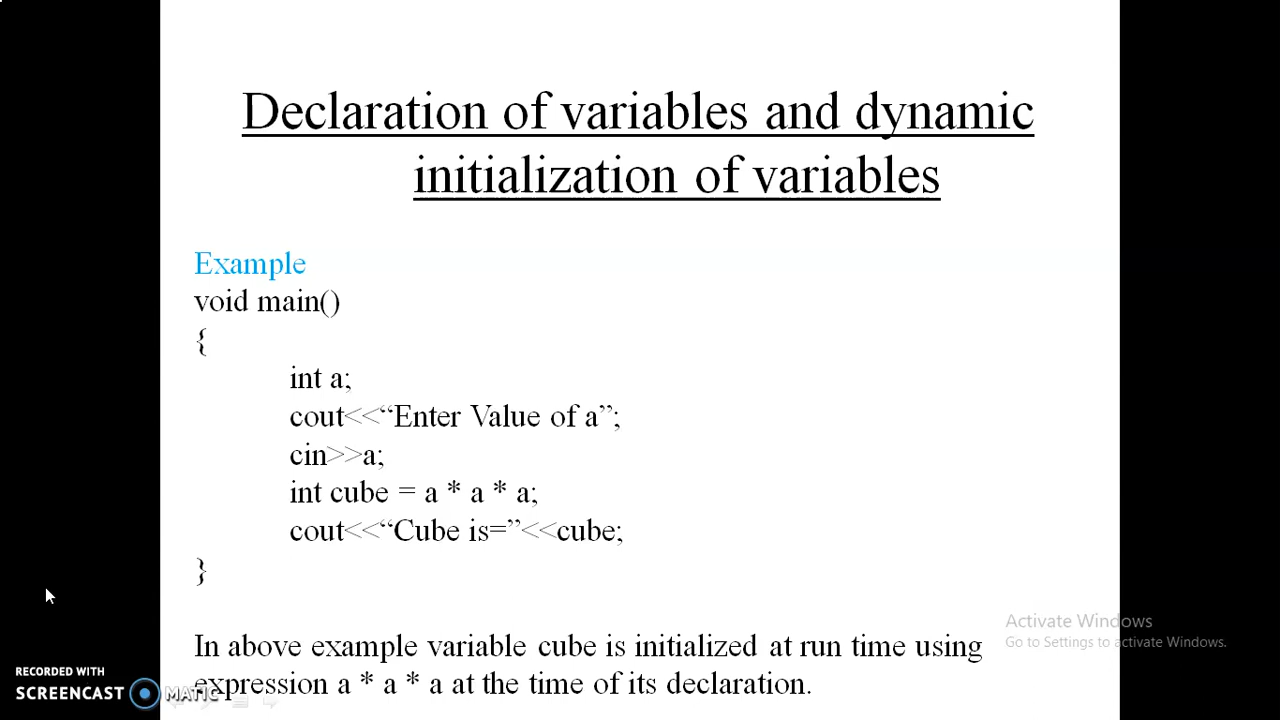 Declaration of variables and dynamic
initialization of variables
Example
void main()
{
int a;
cout<<“Enter Value of a”;
cin>>a;
int cube = a * a * a;
cout<<“Cube is=”<<cube;
}
Activate Windows
Go to Settings to activate Windows.
In above example variable cube is initialized at run time using
expression a * a * a at the time of its declaration.
RECORDED WITH
SCREENCAST MATIC